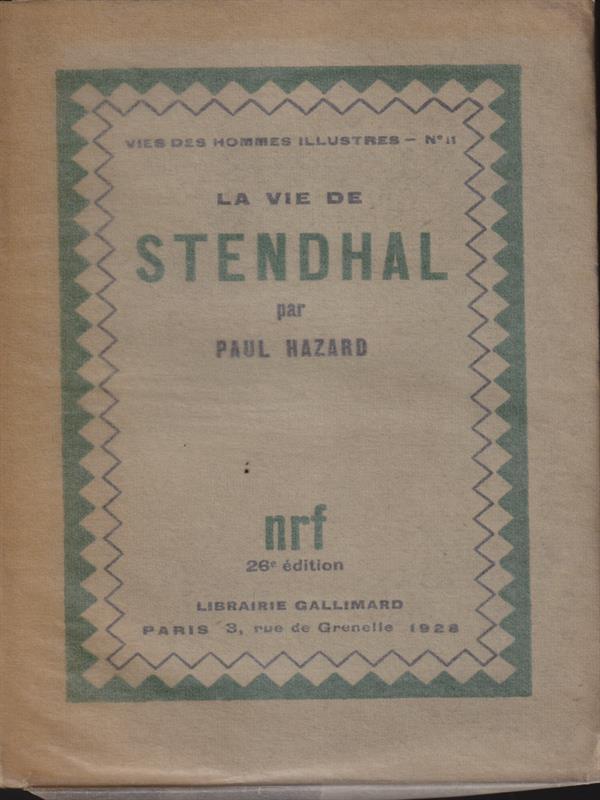 VIES DES HOMMES ILLUSTRES – N° 11
LA VIE DE
STENDHAL
par
PAUL HAZARD
nrf
26e édition
LIBRAIRIE GALLIMARD
PARIS 3, rue de Grenelle 1928